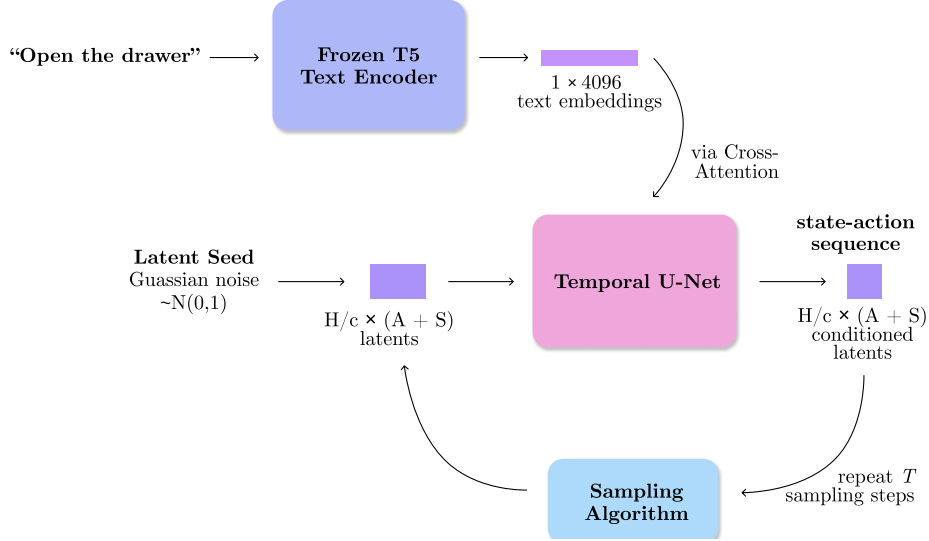 “Open the drawer”
Frozen T5
Text Encoder
1 × 4096
text embeddings
via Cross-
Attention
Latent Seed
Guassian noise
~N(0,1)
H/c × (A + S)
latents
Temporal U-Net
state-action
sequence
H/c × (A + S)
conditioned
latents
Sampling
Algorithm
repeat T
sampling steps